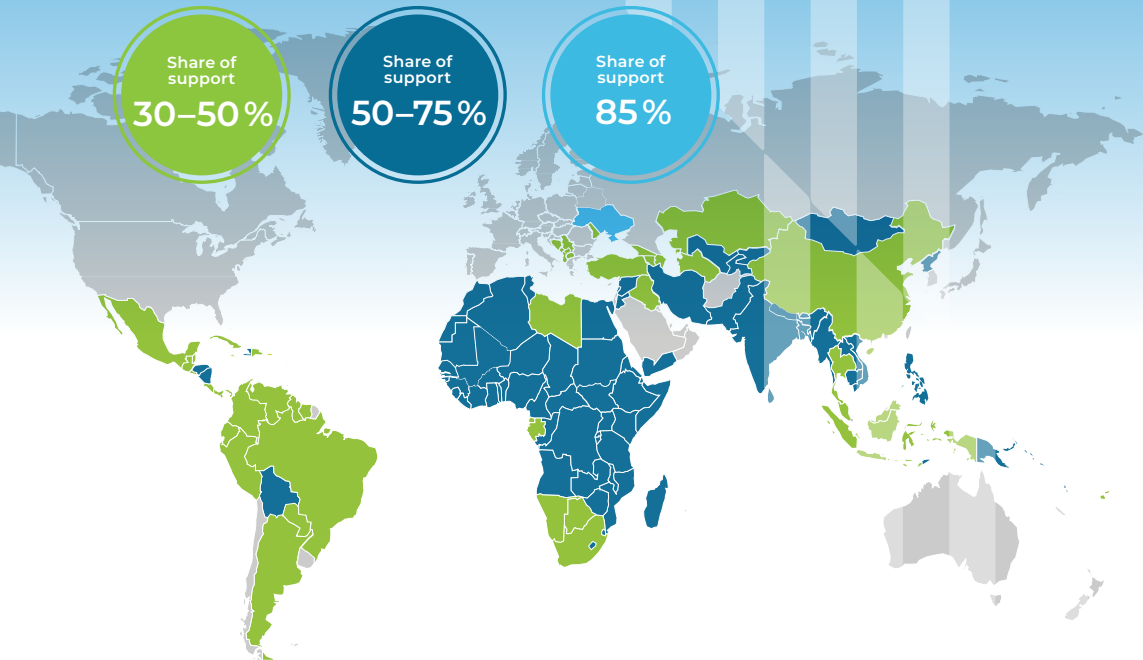 Share of
support
30–50 %
Share of
support
50–75 %
Share of
support
85 %